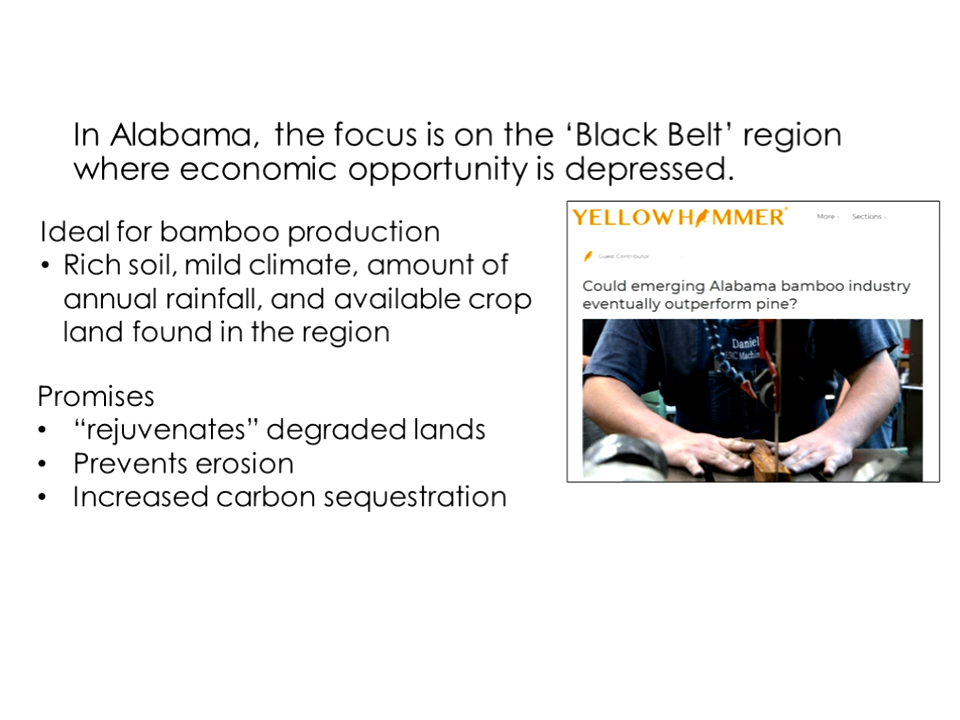 In Alabama, the focus is on the ‘Black Belt’ region
where economic opportunity is depressed.
Ideal for bamboo production
• Rich soil, mild climate, amount of
annual rainfall, and available crop
land found in the region
Promises
• “rejuvenates” degraded lands
• Prevents erosion
• Increased carbon sequestration
YELLOWHAMMER
More Sections
Guest Contributor
Could emerging Alabama bamboo industry
eventually outperform pine?
Daniel